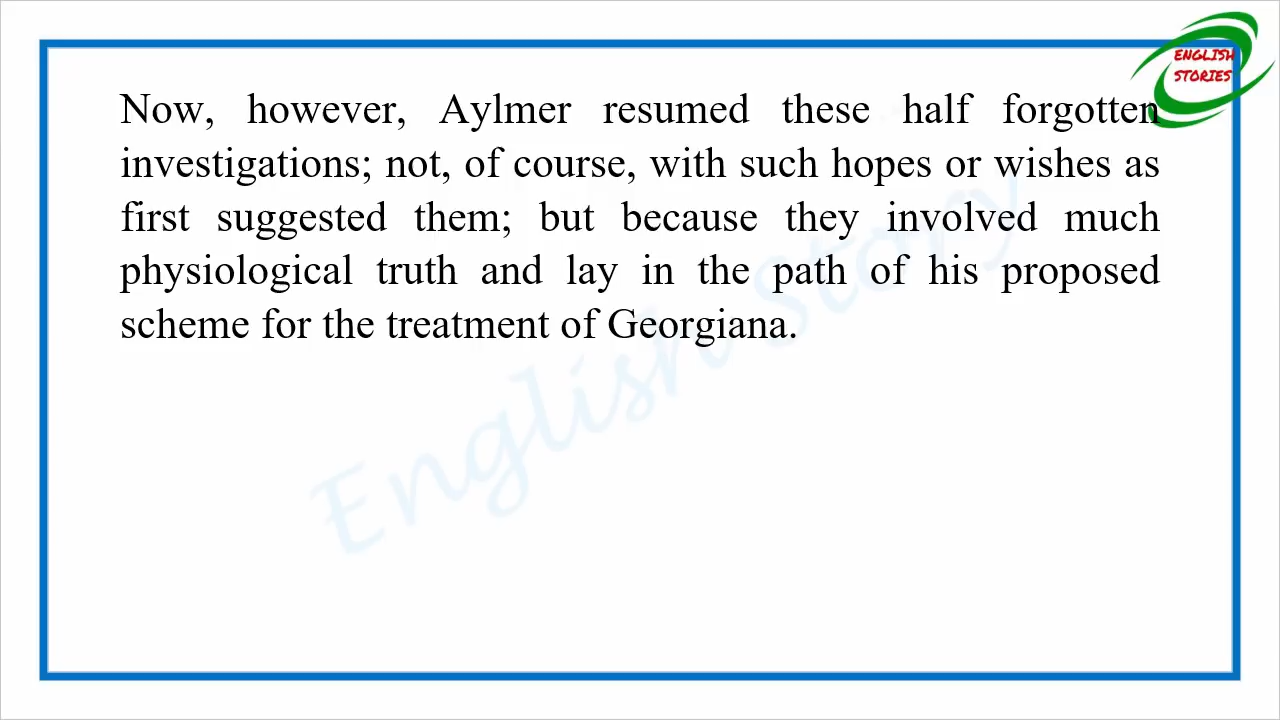 ENGLISH
STORIES
Now, however, Aylmer resumed these half forgotten
investigations; not, of course, with such hopes or wishes as
first suggested them; but because they involved much
physiological truth and lay in the path of his proposed
scheme for the treatment of Georgiana.
English Story